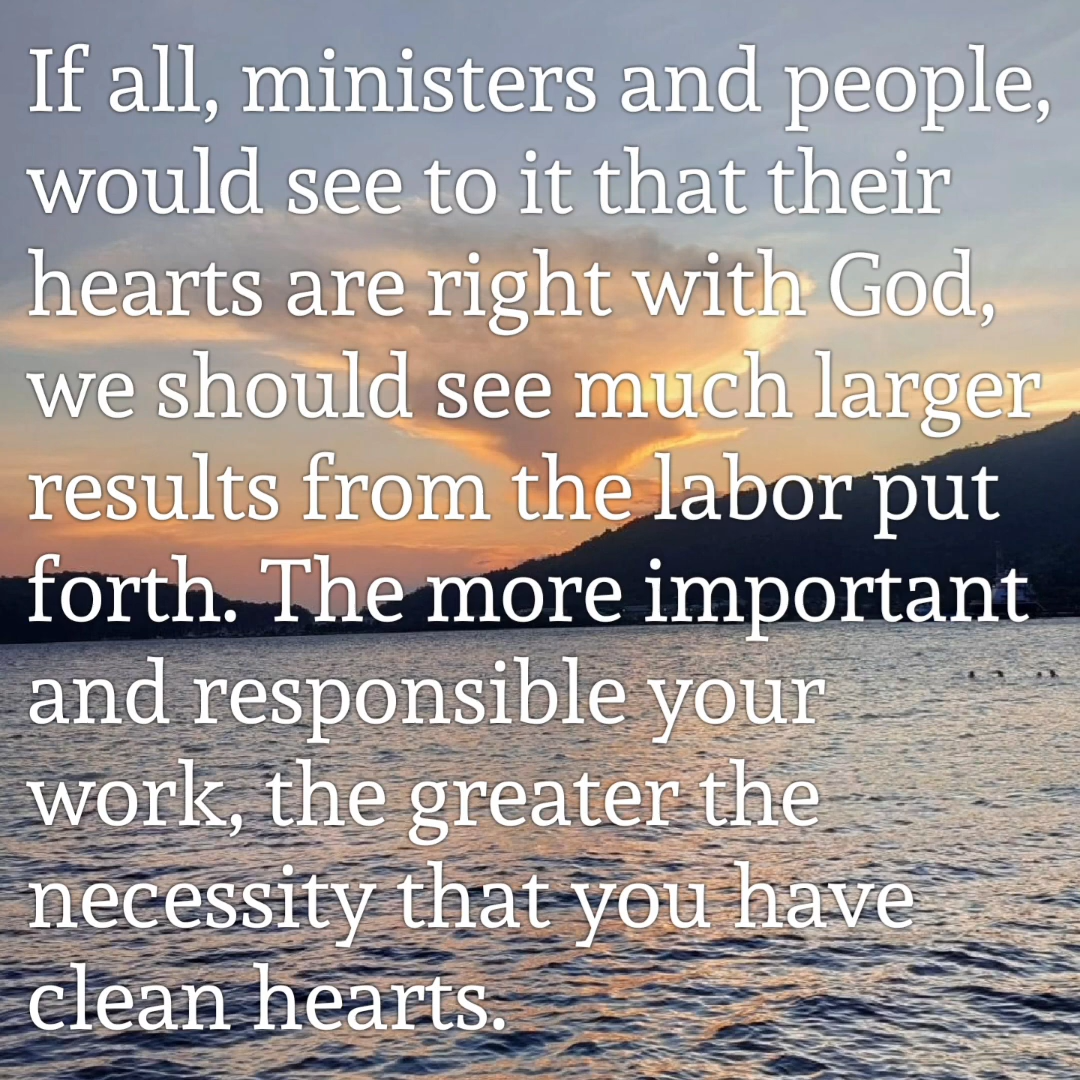 If all, ministers and people,
would see to it that their
hearts are right with God,
we should see much larger
results from the labor put
forth. The more important
and responsible your
work, the greater the
necessity that you have
clean hearts.